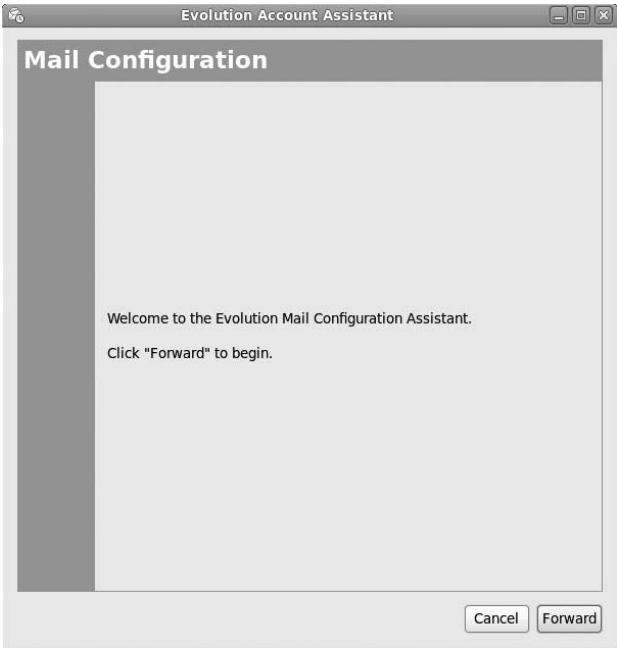 Evolution Account Assistant
Mail Configuration
Welcome to the Evolution Mail Configuration Assistant.
Click "Forward" to begin.
Cancel
Forward